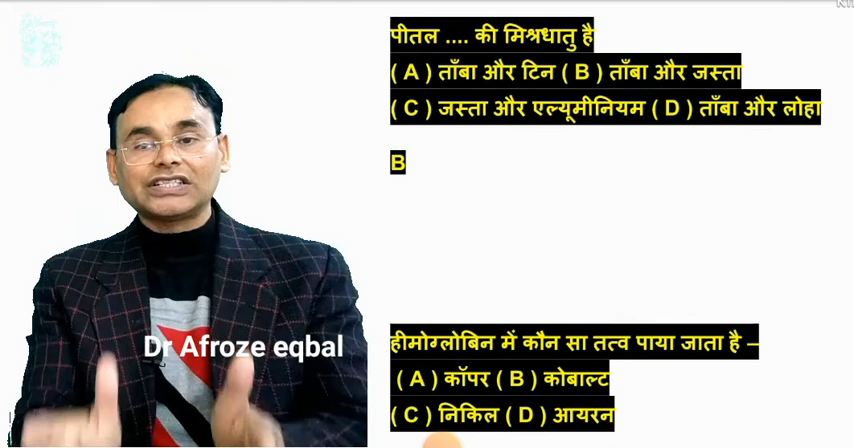 पीतल .... की मिश्रधातु है
( A ) ताँबा और टिन ( B ) ताँबा और जस्ता
( C ) जस्ता और एल्यूमीनियम ( D ) ताँबा और लोहा
B
Dr Afroze eqbal
हीमोग्लोबिन में कौन सा तत्व पाया जाता है –
( A ) कॉपर ( B ) कोबाल्ट
( C ) निकिल ( D ) आयरन